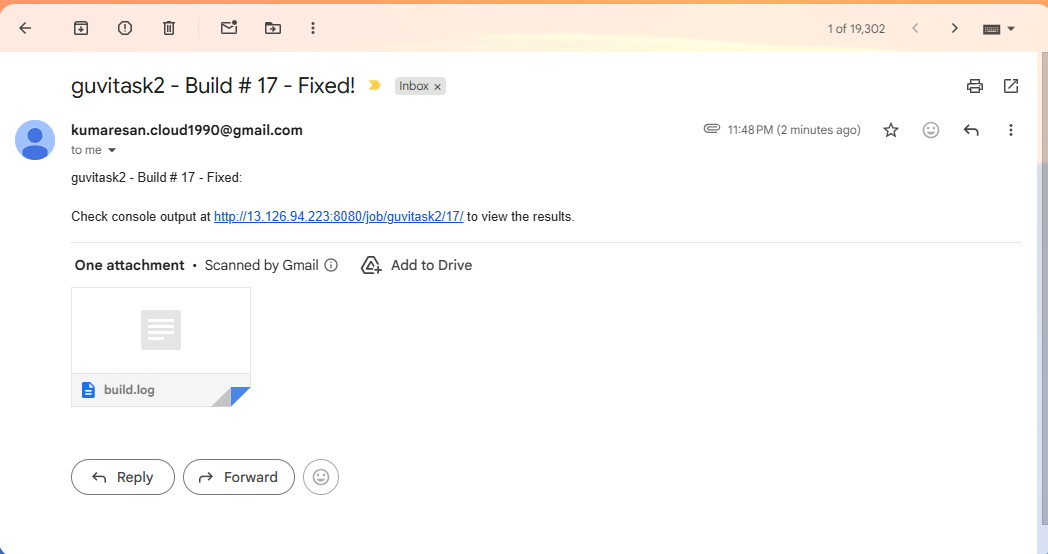 1 of 19,302
guvitask2 - Build # 17 - Fixed! Inbox ×
kumaresan.cloud1990@gmail.com 11:48 PM (2 minutes ago)
to me
guvitask2 - Build # 17 - Fixed:
Check console output at http://13.126.94.223:8080/job/guvitask2/17/ to view the results.
One attachment • Scanned by Gmail Add to Drive
build.log
Reply Forward